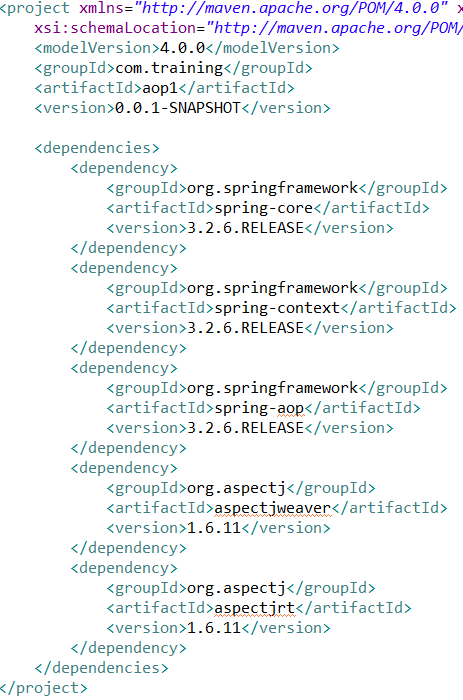 <project xmlns="http://maven.apache.org/POM/4.0.0" x
xsi:schemaLocation="http://maven.apache.org/POM/
<modelVersion>4.0.0</modelVersion>
<groupId>com.training</groupId>
<artifactId>aop1</artifactId>
<version>0.0.1-SNAPSHOT</version>
<dependencies>
<dependency>
<groupId>org.springframework</groupId>
<artifactId>spring-core</artifactId>
<version>3.2.6.RELEASE</version>
</dependency>
<dependency>
<groupId>org.springframework</groupId>
<artifactId>spring-context</artifactId>
<version>3.2.6.RELEASE</version>
</dependency>
<dependency>
<groupId>org.springframework</groupId>
<artifactId>spring-aop</artifactId>
<version>3.2.6.RELEASE</version>
</dependency>
<dependency>
<groupId>org.aspectj</groupId>
<artifactId>aspectjweaver</artifactId>
<version>1.6.11</version>
</dependency>
<dependency>
<groupId>org.aspectj</groupId>
<artifactId>aspectjrt</artifactId>
<version>1.6.11</version>
</dependency>
</dependencies>
</project>